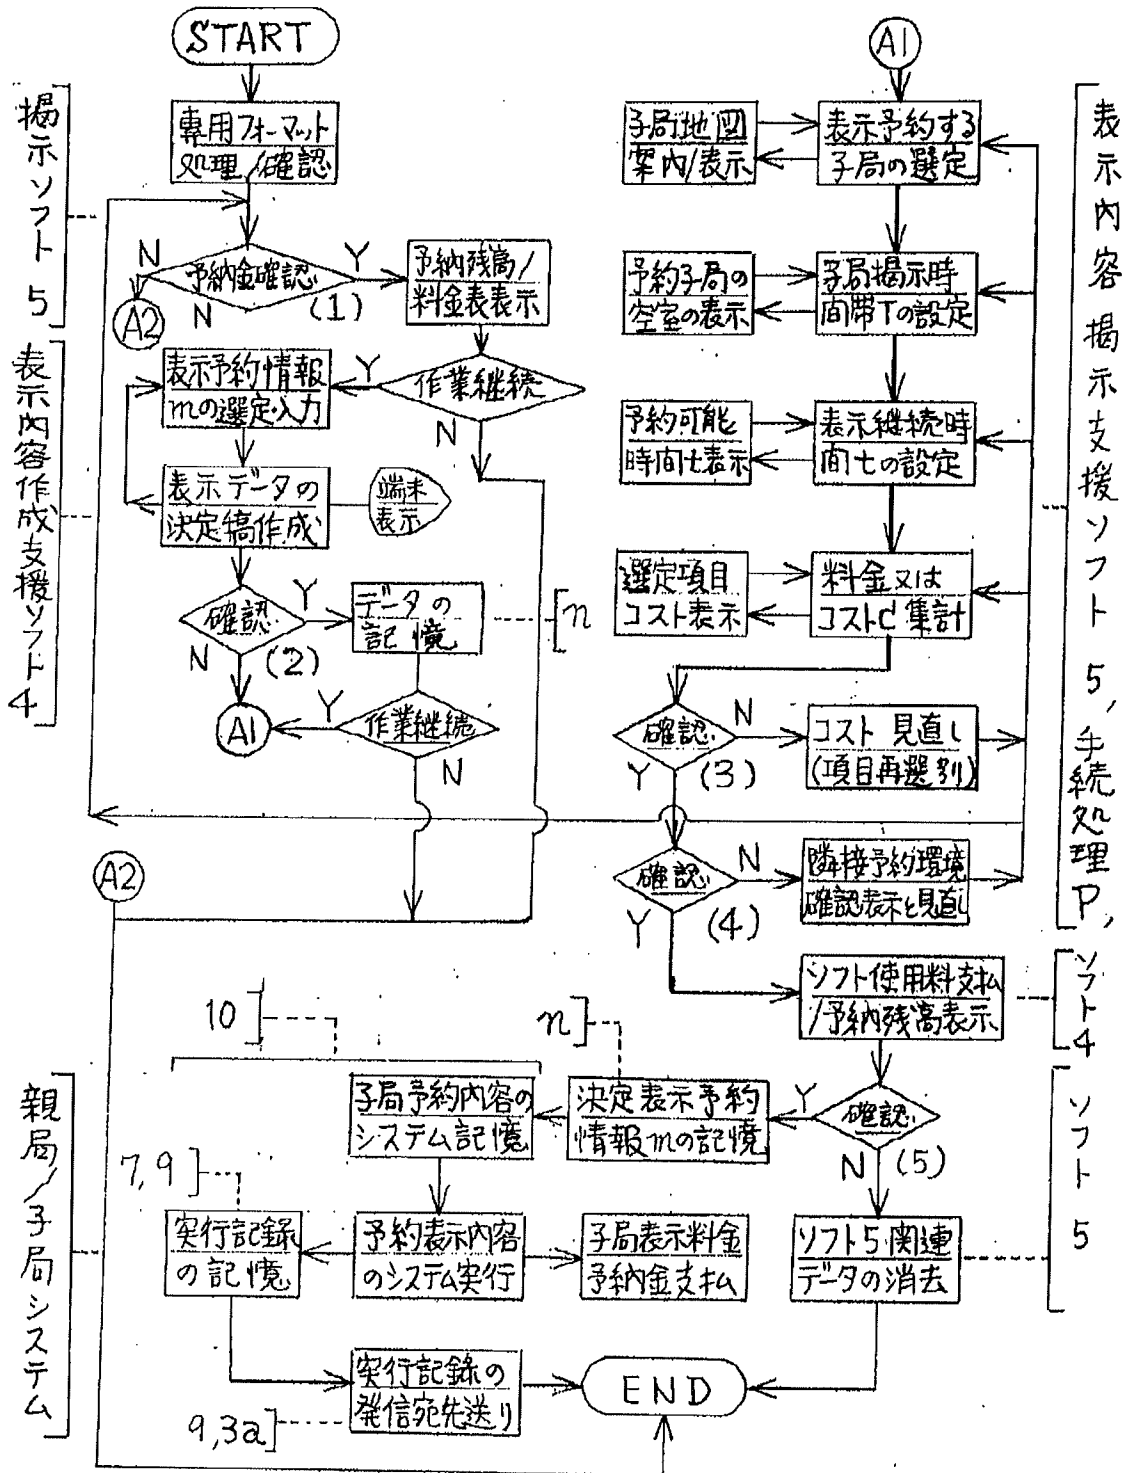 START
専用フォーマット
処理/確認
N
Y
予納金確認
N
(1)
A2
予納残高/
料金表表示
作業継続
Y
N
表示予約情報
mの選定・入力
表示データの
決定稿作成
端末
表示
確認
Y
N
(2)
データの
記憶
n
A1
Y
作業継続
N
掲示ソフト5
表示内容作成支援ソフト4
A1
子局地図
案内/表示
表示予約する
子局の選定
予約子局の
空室の表示
子局掲示時
間帯Tの設定
予約可能
時間t表示
表示継続時
間tの設定
選定項目
コスト表示
料金又は
コストC集計
確認
N
Y
(3)
コスト見直し
(項目再選別)
確認
N
Y
(4)
隣接予約環境
確認表示と見直し
表示内容掲示支援ソフト5,手続処理P,
ソフト使用料支払
/予納残高表示
ソフト4
確認
Y
N
(5)
ソフト5関連
データの消去
ソフト5
n
決定表示予約
情報mの記憶
10
子局予約内容の
システム記憶
A2
7,9
実行記録
の記憶
予約表示内容
のシステム実行
子局表示料金
予納金支払
実行記録の
発信宛先送り
9,3a
END
親局/子局システム